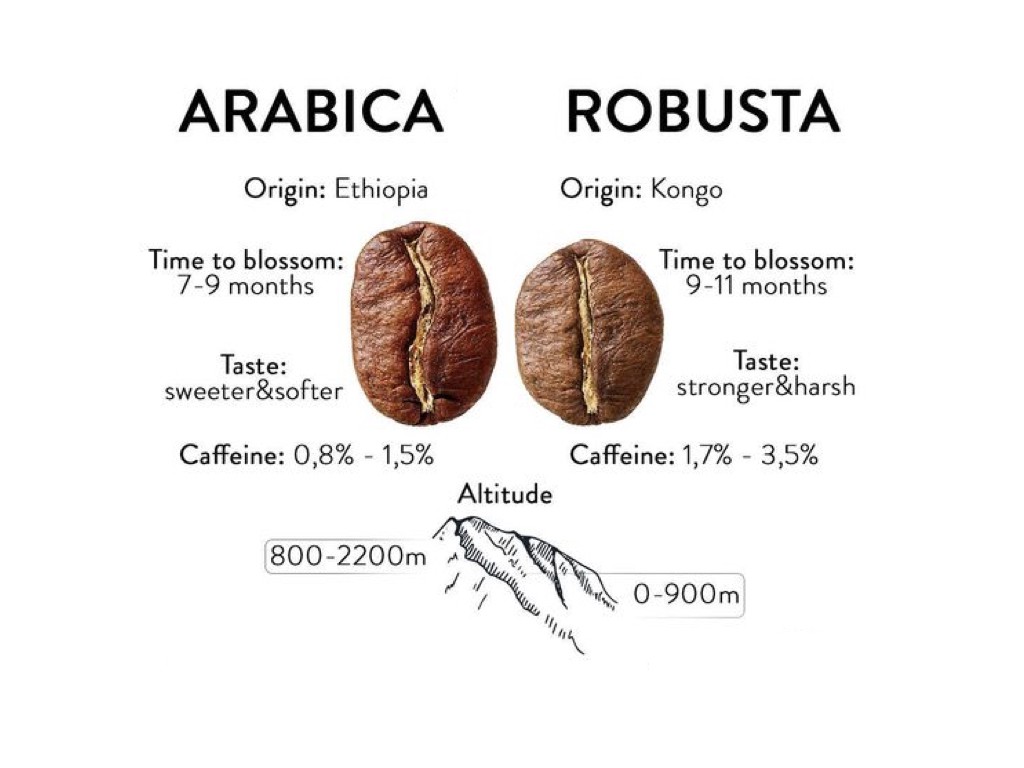 ARABICA
ROBUSTA
Origin: Ethiopia
Origin: Kongo
Time to blossom:
7-9 months
Time to blossom:
9-11 months
Taste:
sweeter&softer
Taste:
stronger&harsh
Caffeine: 0,8% - 1,5%
Caffeine: 1,7% - 3,5%
Altitude
800-2200m
0-900m